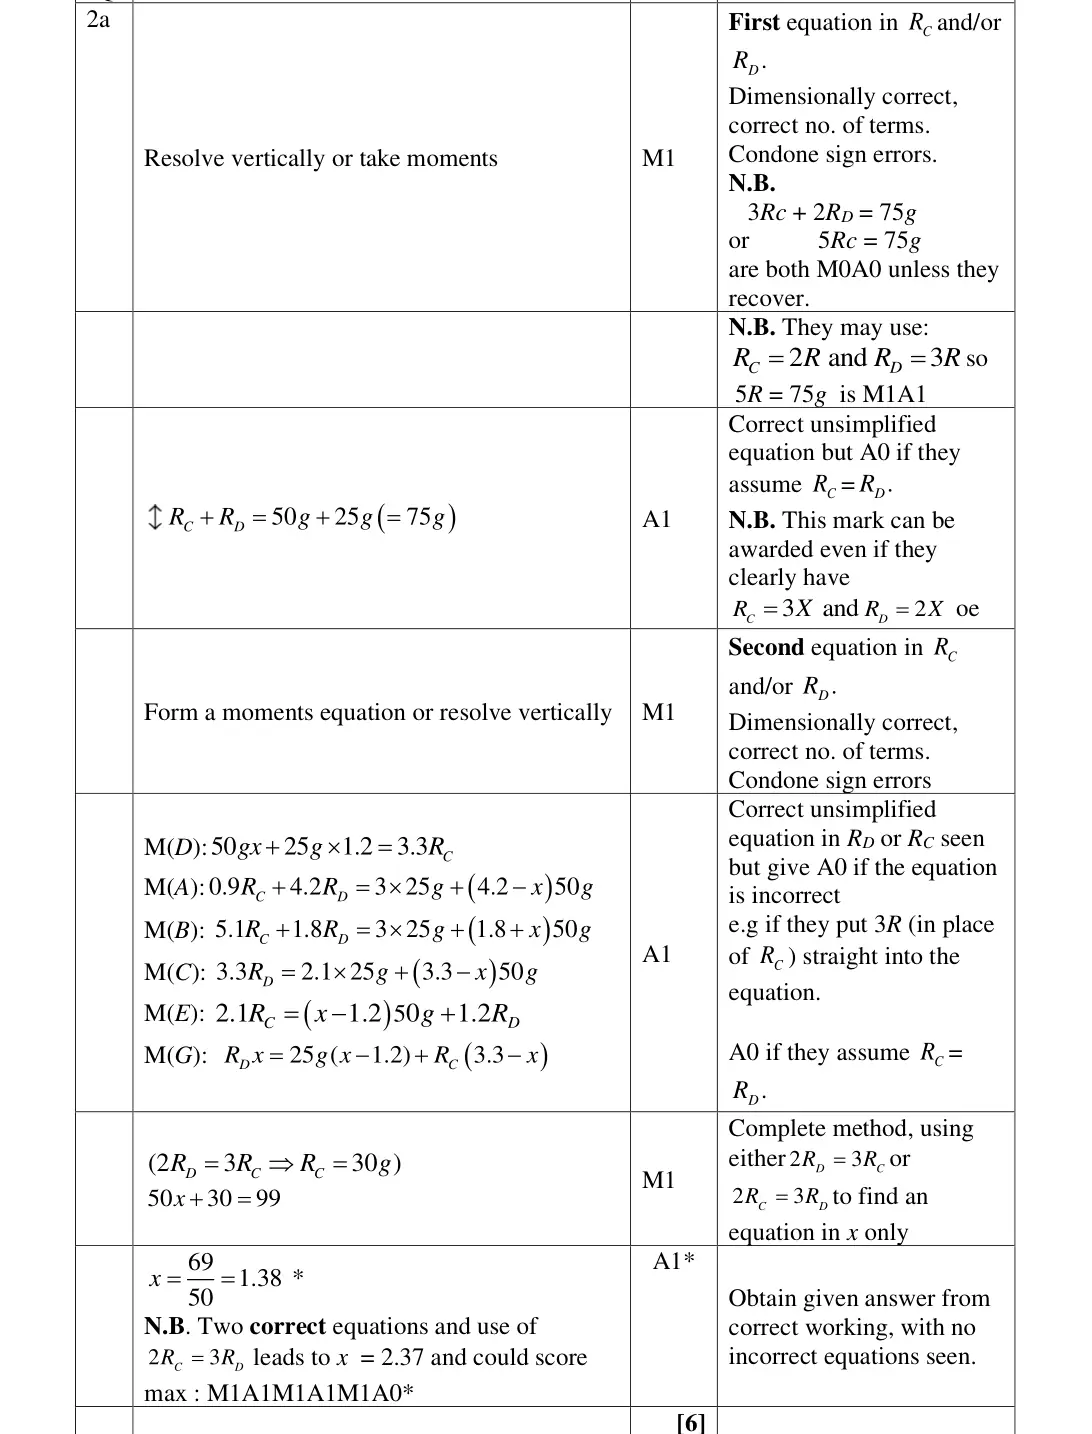 2a
Resolve vertically or take moments
M1
First equation in R_C and/or
R_D.
Dimensionally correct,
correct no. of terms.
Condone sign errors.
N.B.
3Rc + 2R_D = 75g
or 5Rc = 75g
are both M0A0 unless they
recover.
N.B. They may use:
R_C = 2R and R_D = 3R so
5R = 75g is M1A1
↕ R_C + R_D = 50g + 25g (= 75g)
A1
Correct unsimplified
equation but A0 if they
assume R_C = R_D.
N.B. This mark can be
awarded even if they
clearly have
R_C = 3X and R_D = 2X oe
Form a moments equation or resolve vertically
M1
Second equation in R_C
and/or R_D.
Dimensionally correct,
correct no. of terms.
Condone sign errors
M(D): 50gx + 25g × 1.2 = 3.3R_C
M(A): 0.9R_C + 4.2R_D = 3 × 25g + (4.2 − x)50g
M(B): 5.1R_C + 1.8R_D = 3 × 25g + (1.8 + x)50g
M(C): 3.3R_D = 2.1 × 25g + (3.3 − x)50g
M(E): 2.1R_C = (x − 1.2)50g + 1.2R_D
M(G): R_D x = 25g(x − 1.2) + R_C (3.3 − x)
A1
Correct unsimplified
equation in R_D or R_C seen
but give A0 if the equation
is incorrect
e.g if they put 3R (in place
of R_C) straight into the
equation.
A0 if they assume R_C =
R_D.
(2R_D = 3R_C ⇒ R_C = 30g)
50x + 30 = 99
M1
Complete method, using
either 2R_D = 3R_C or
2R_C = 3R_D to find an
equation in x only
x = 69/50 = 1.38 *
N.B. Two correct equations and use of
2R_C = 3R_D leads to x = 2.37 and could score
max : M1A1M1A1M1A0*
A1*
Obtain given answer from
correct working, with no
incorrect equations seen.
[6]